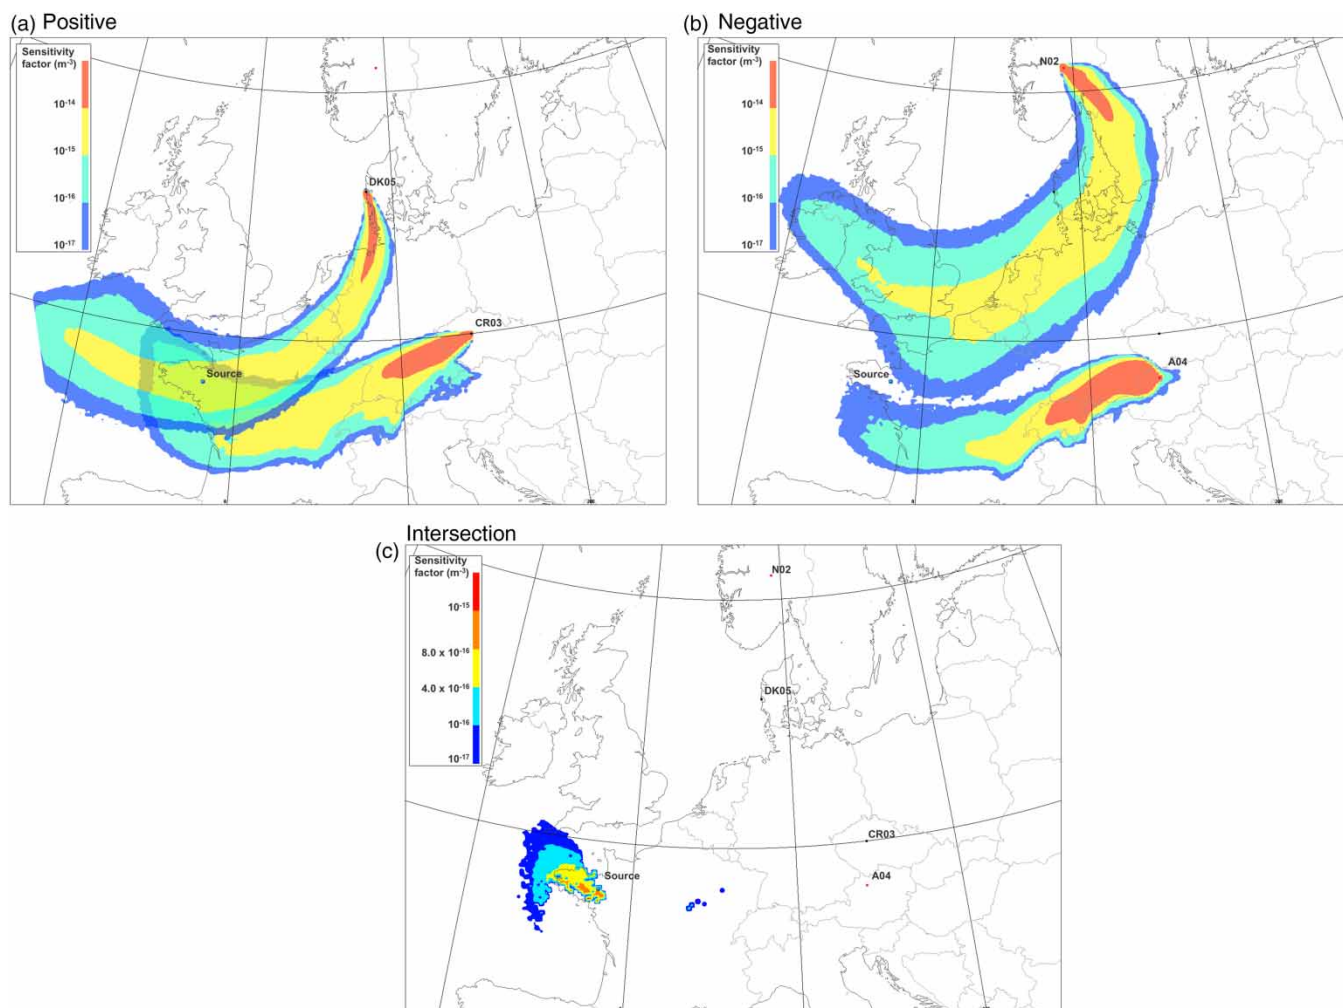 (a) Positive
Sensitivity
factor (m⁻³)
10⁻¹⁴
10⁻¹⁵
10⁻¹⁶
10⁻¹⁷
DK05
CR03
Source
(b) Negative
Sensitivity
factor (m⁻³)
10⁻¹⁴
10⁻¹⁵
10⁻¹⁶
10⁻¹⁷
N02
Source
A04
(c) Intersection
Sensitivity
factor (m⁻³)
10⁻¹⁵
8.0 x 10⁻¹⁶
4.0 x 10⁻¹⁶
10⁻¹⁶
10⁻¹⁷
N02
DK05
CR03
A04
Source